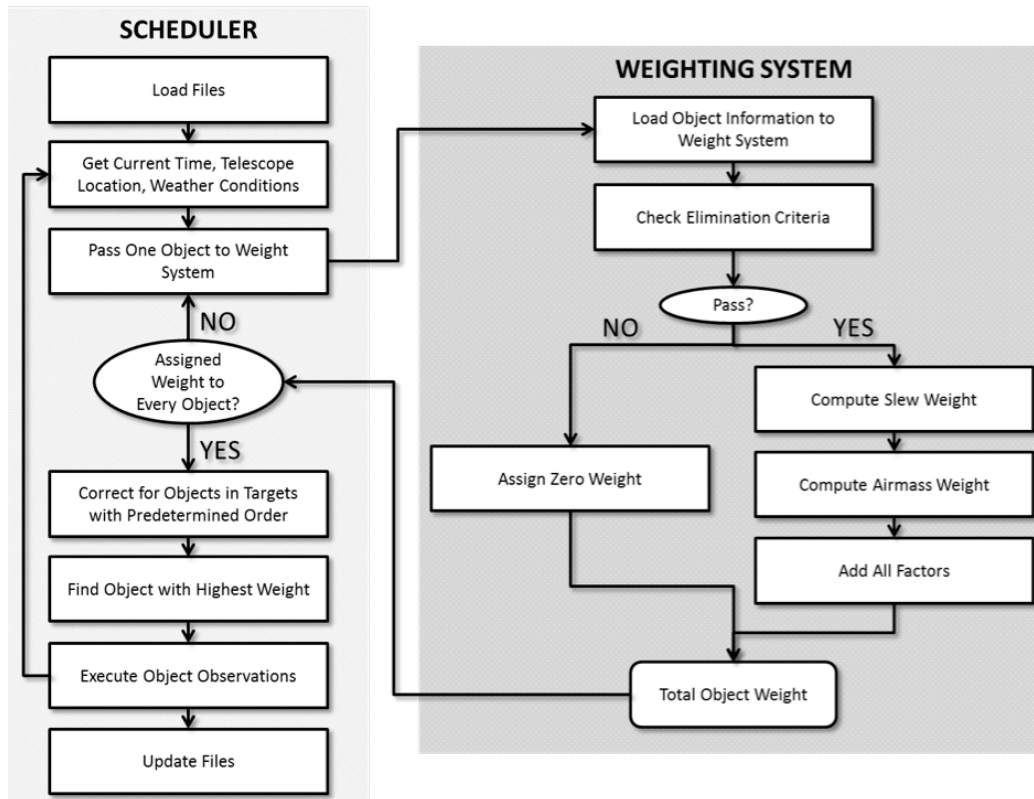 SCHEDULER
Load Files
Get Current Time, Telescope
Location, Weather Conditions
Pass One Object to Weight
System
NO
Assigned
Weight to
Every Object?
YES
Correct for Objects in Targets
with Predetermined Order
Find Object with Highest Weight
Execute Object Observations
Update Files
WEIGHTING SYSTEM
Load Object Information to
Weight System
Check Elimination Criteria
Pass?
NO
YES
Assign Zero Weight
Compute Slew Weight
Compute Airmass Weight
Add All Factors
Total Object Weight